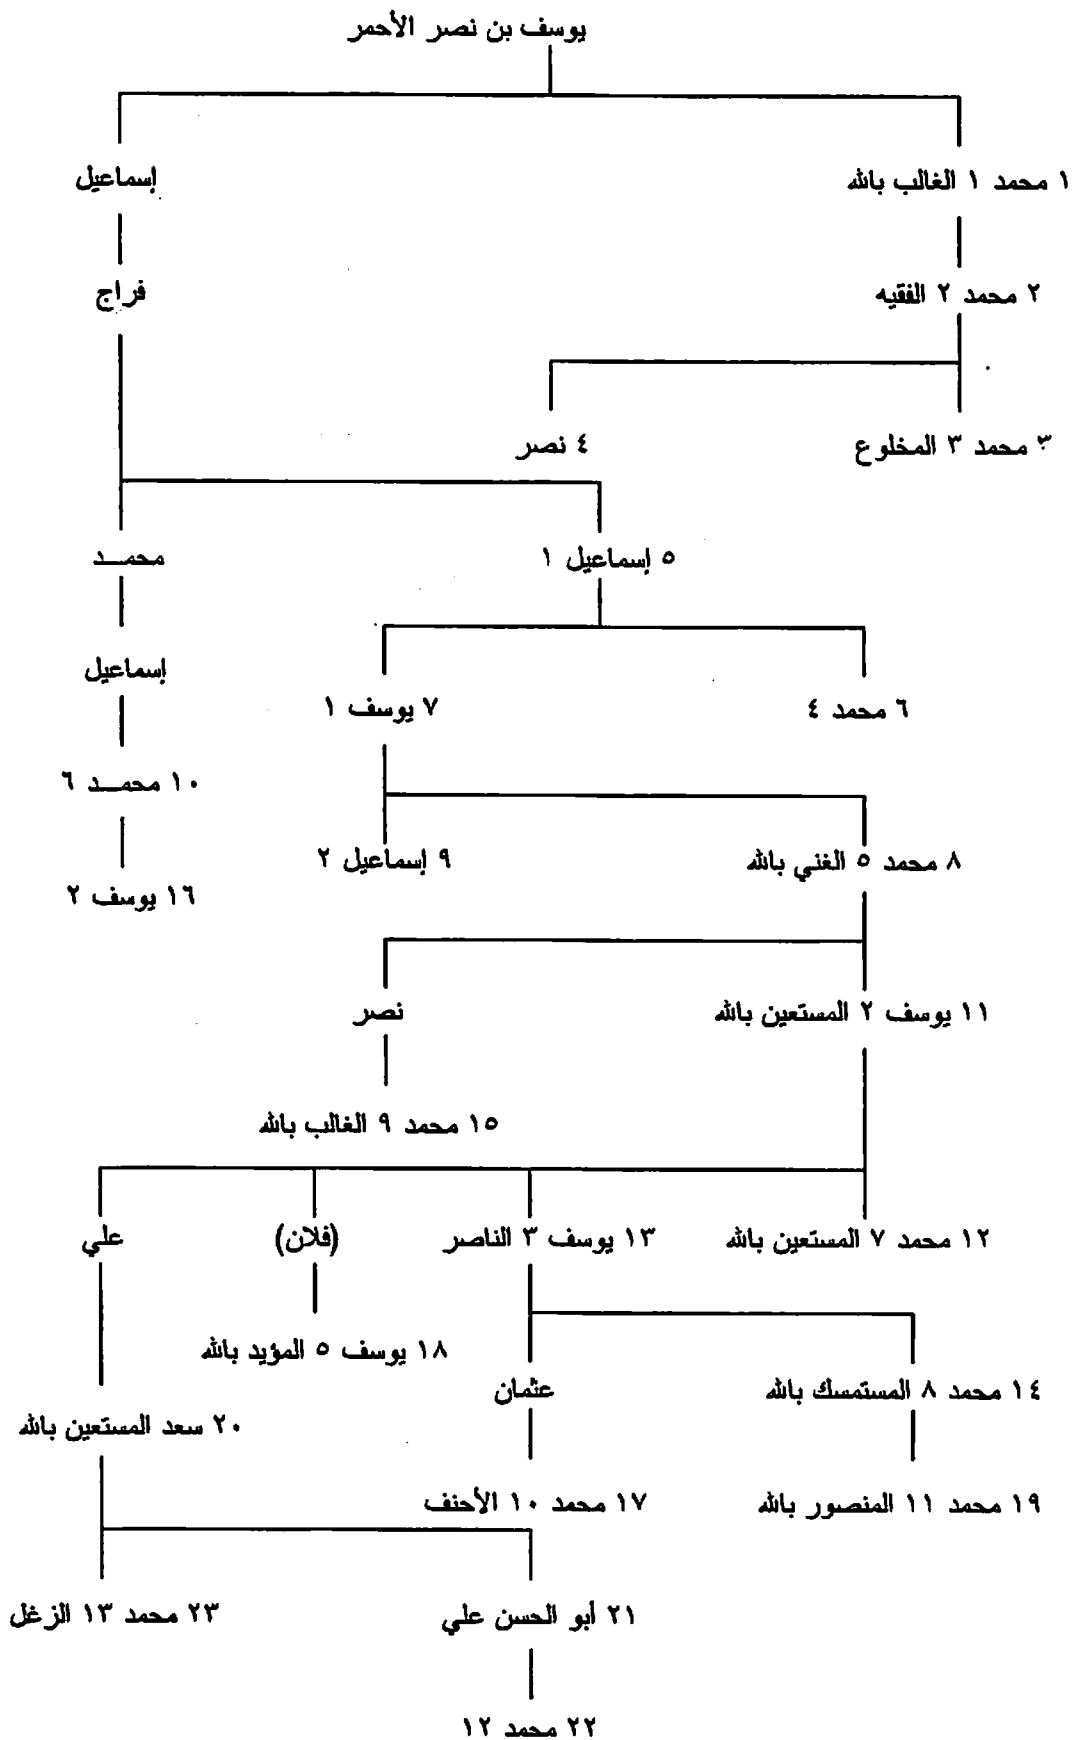 يوسف بن نصر الأحمر
١ محمد ١ الغالب بالله
إسماعيل
٢ محمد ٢ الفقيه
فراج
٣ محمد ٣ المخلوع
٤ نصر
٥ إسماعيل ١
محمــد
إسماعيل
٦ محمد ٤
٧ يوسف ١
١٠ محمــد ٦
٨ محمد ٥ الغني بالله
٩ إسماعيل ٢
١٦ يوسف ٢
١١ يوسف ٢ المستعين بالله
نصر
١٥ محمد ٩ الغالب بالله
١٢ محمد ٧ المستعين بالله
١٣ يوسف ٣ الناصر
(فلان)
علي
١٨ يوسف ٥ المؤيد بالله
١٤ محمد ٨ المستمسك بالله
عثمان
٢٠ سعد المستعين بالله
١٩ محمد ١١ المنصور بالله
١٧ محمد ١٠ الأحنف
٢١ أبو الحسن علي
٢٣ محمد ١٣ الزغل
٢٢ محمد ١٢